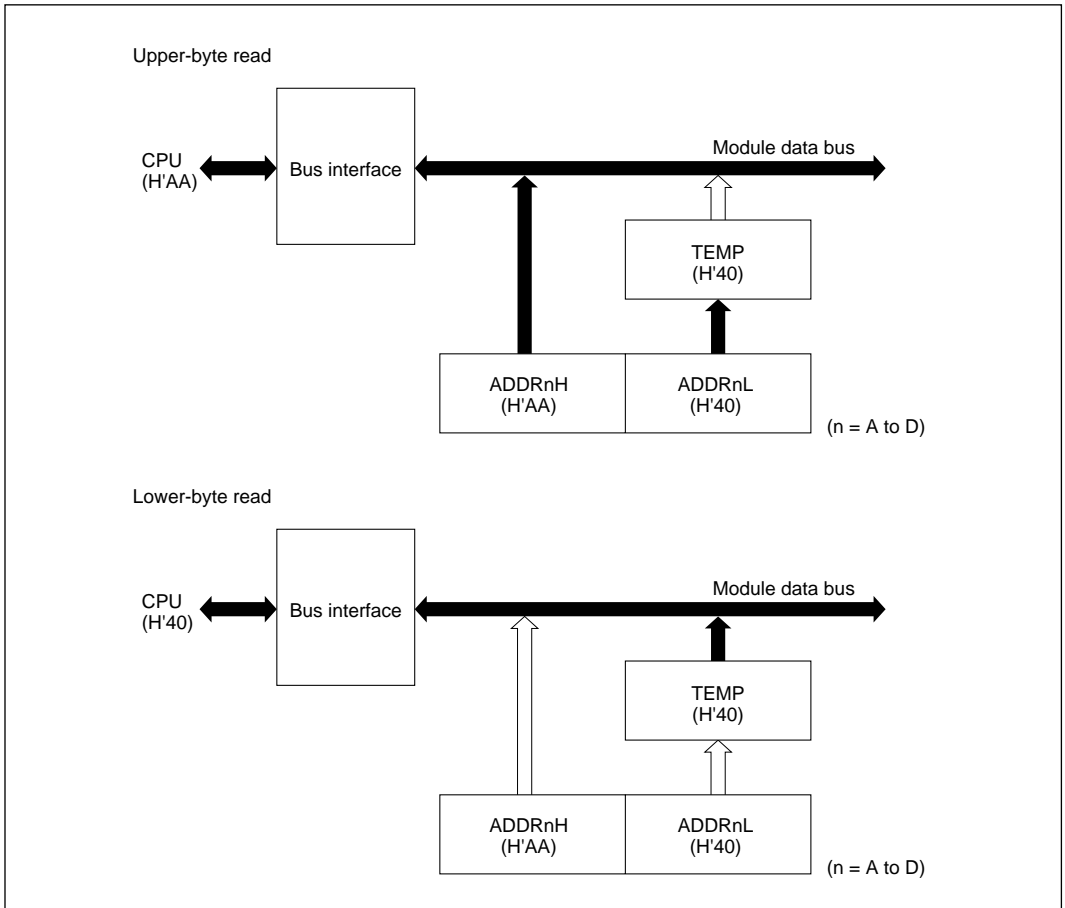 Upper-byte read
CPU
(H'AA)
Bus interface
Module data bus
TEMP
(H'40)
ADDRnH
(H'AA)
ADDRnL
(H'40)
(n = A to D)
Lower-byte read
CPU
(H'40)
Bus interface
Module data bus
TEMP
(H'40)
ADDRnH
(H'AA)
ADDRnL
(H'40)
(n = A to D)